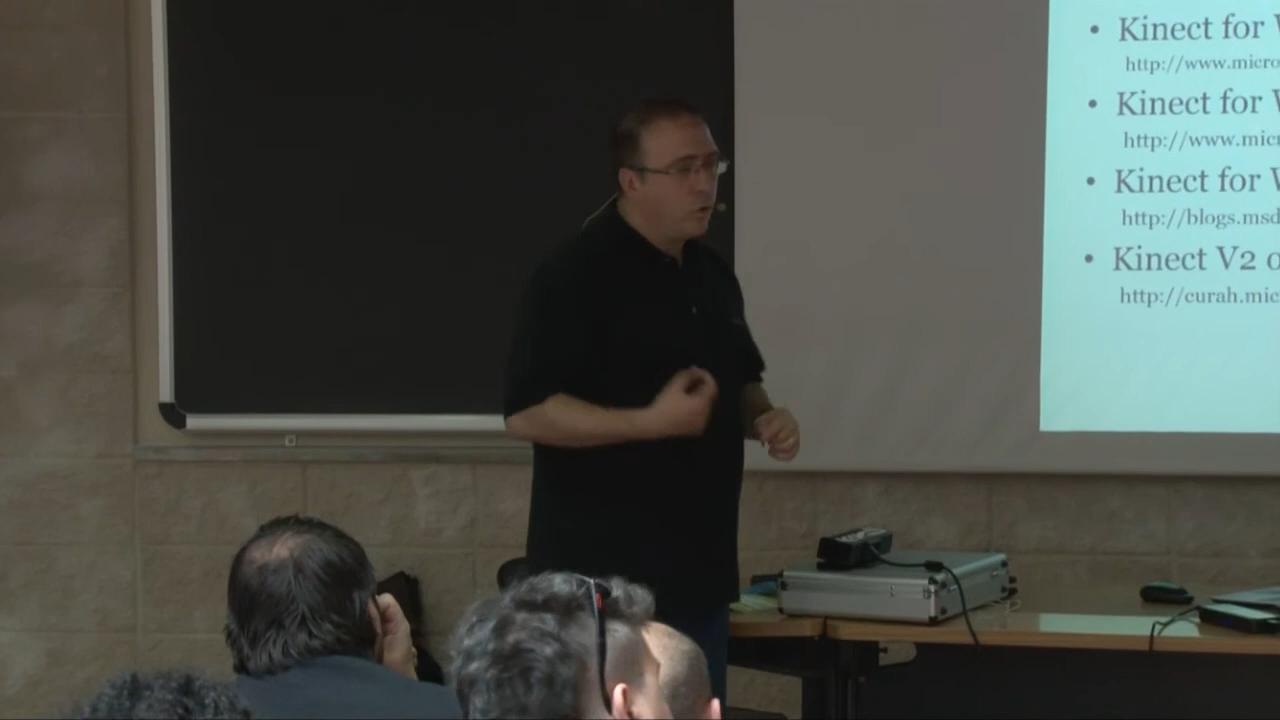 • Kinect for
http://www.micro
• Kinect for
http://www.micr
• Kinect for
http://blogs.msd
• Kinect V2
http://curah.mic